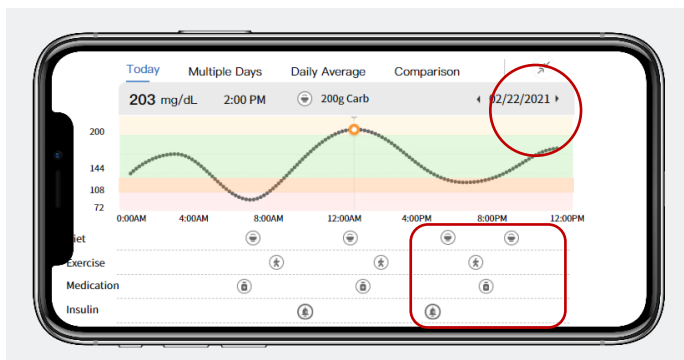 Today Multiple Days Daily Average Comparison
203 mg/dL 2:00 PM 200g Carb 02/22/2021
200
144
108
72
0:00AM 4:00AM 8:00AM 12:00AM 4:00PM 8:00PM 12:00PM
iet
Exercise
Medication
Insulin